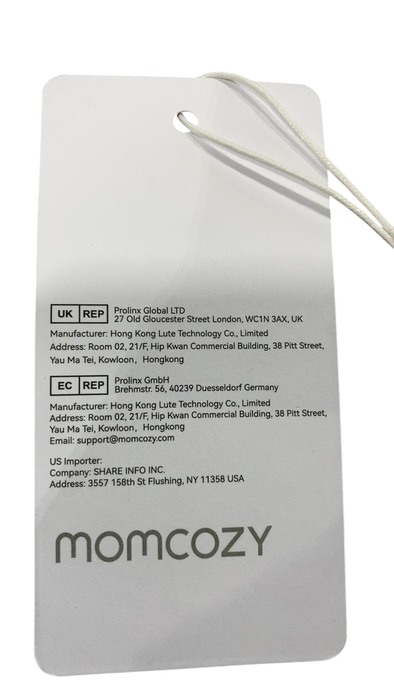 UK REP Prolinx Global LTD
27 Old Gloucester Street London, WC1N 3AX, UK
Manufacturer: Hong Kong Lute Technology Co., Limited
Address: Room 02, 21/F, Hip Kwan Commercial Building, 38 Pitt Street,
Yau Ma Tei, Kowloon, Hongkong
EC REP Prolinx GmbH
Brehmstr. 56, 40239 Duesseldorf Germany
Manufacturer: Hong Kong Lute Technology Co., Limited
Address: Room 02, 21/F, Hip Kwan Commercial Building, 38 Pitt Street,
Yau Ma Tei, Kowloon, Hongkong
Email: support@momcozy.com
US Importer:
Company: SHARE INFO INC.
Address: 3557 158th St Flushing, NY 11358 USA
momcozy